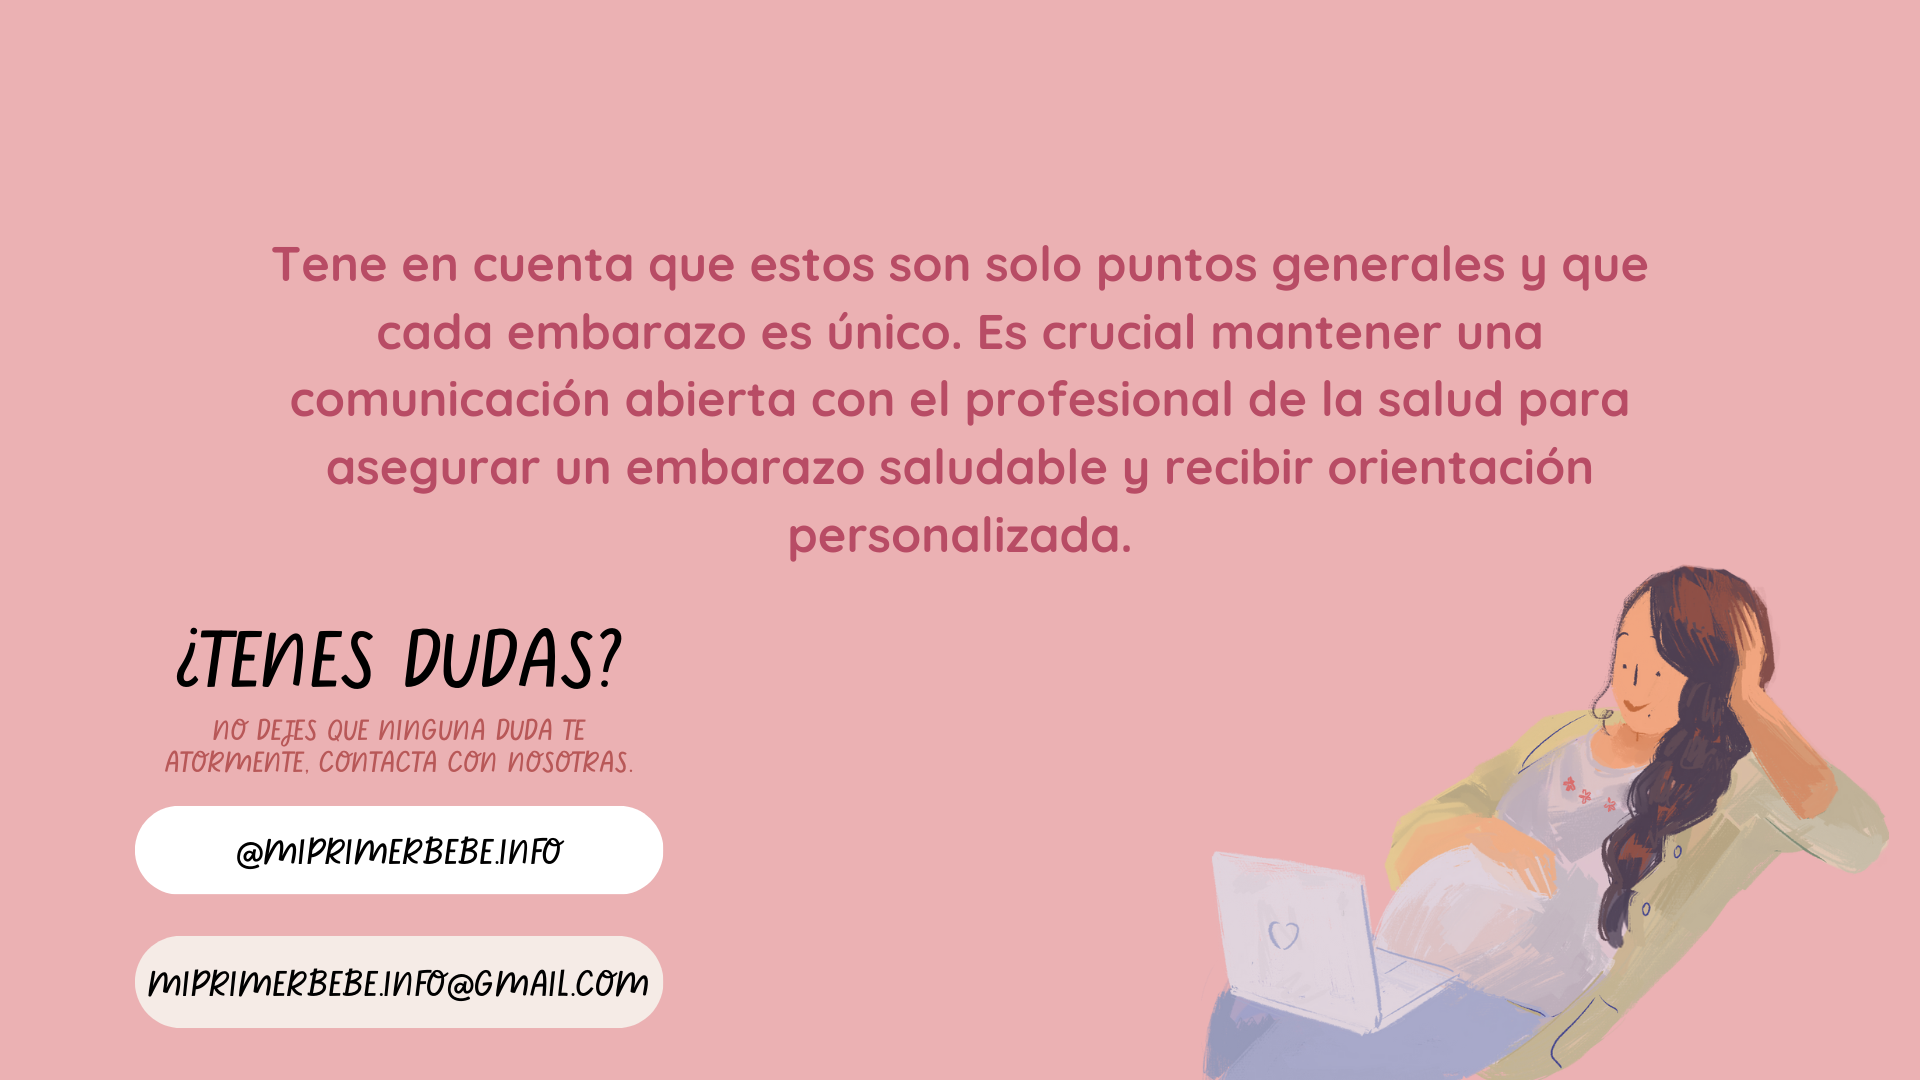 Tene en cuenta que estos son solo puntos generales y que
cada embarazo es único. Es crucial mantener una
comunicación abierta con el profesional de la salud para
asegurar un embarazo saludable y recibir orientación
personalizada.
¿TENES DUDAS?
NO DEJES QUE NINGUNA DUDA TE
ATORMENTE, CONTACTA CON NOSOTRAS.
@MIPRIMERBEBE.INFO
MIPRIMERBEBE.INFO@GMAIL.COM